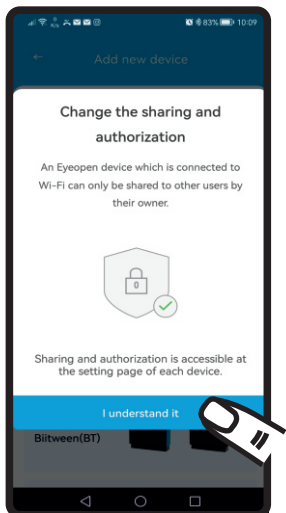 83% 10:09
← Add new device
Change the sharing and
authorization
An Eyeopen device which is connected to
Wi-Fi can only be shared to other users by
their owner.
Sharing and authorization is accessible at
the setting page of each device.
I understand it
Biitween(BT)